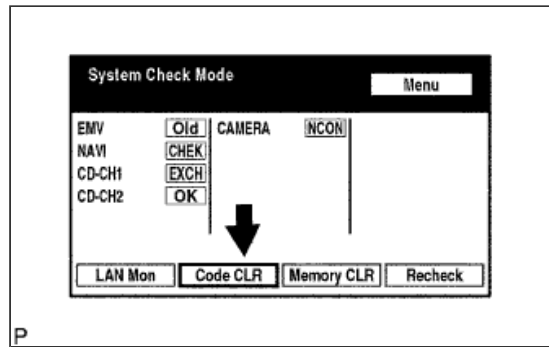 System Check Mode
Menu
EMV Old CAMERA NCON
NAVI CHEK
CD-CH1 EXCH
CD-CH2 OK
LAN Mon Code CLR Memory CLR Recheck
P